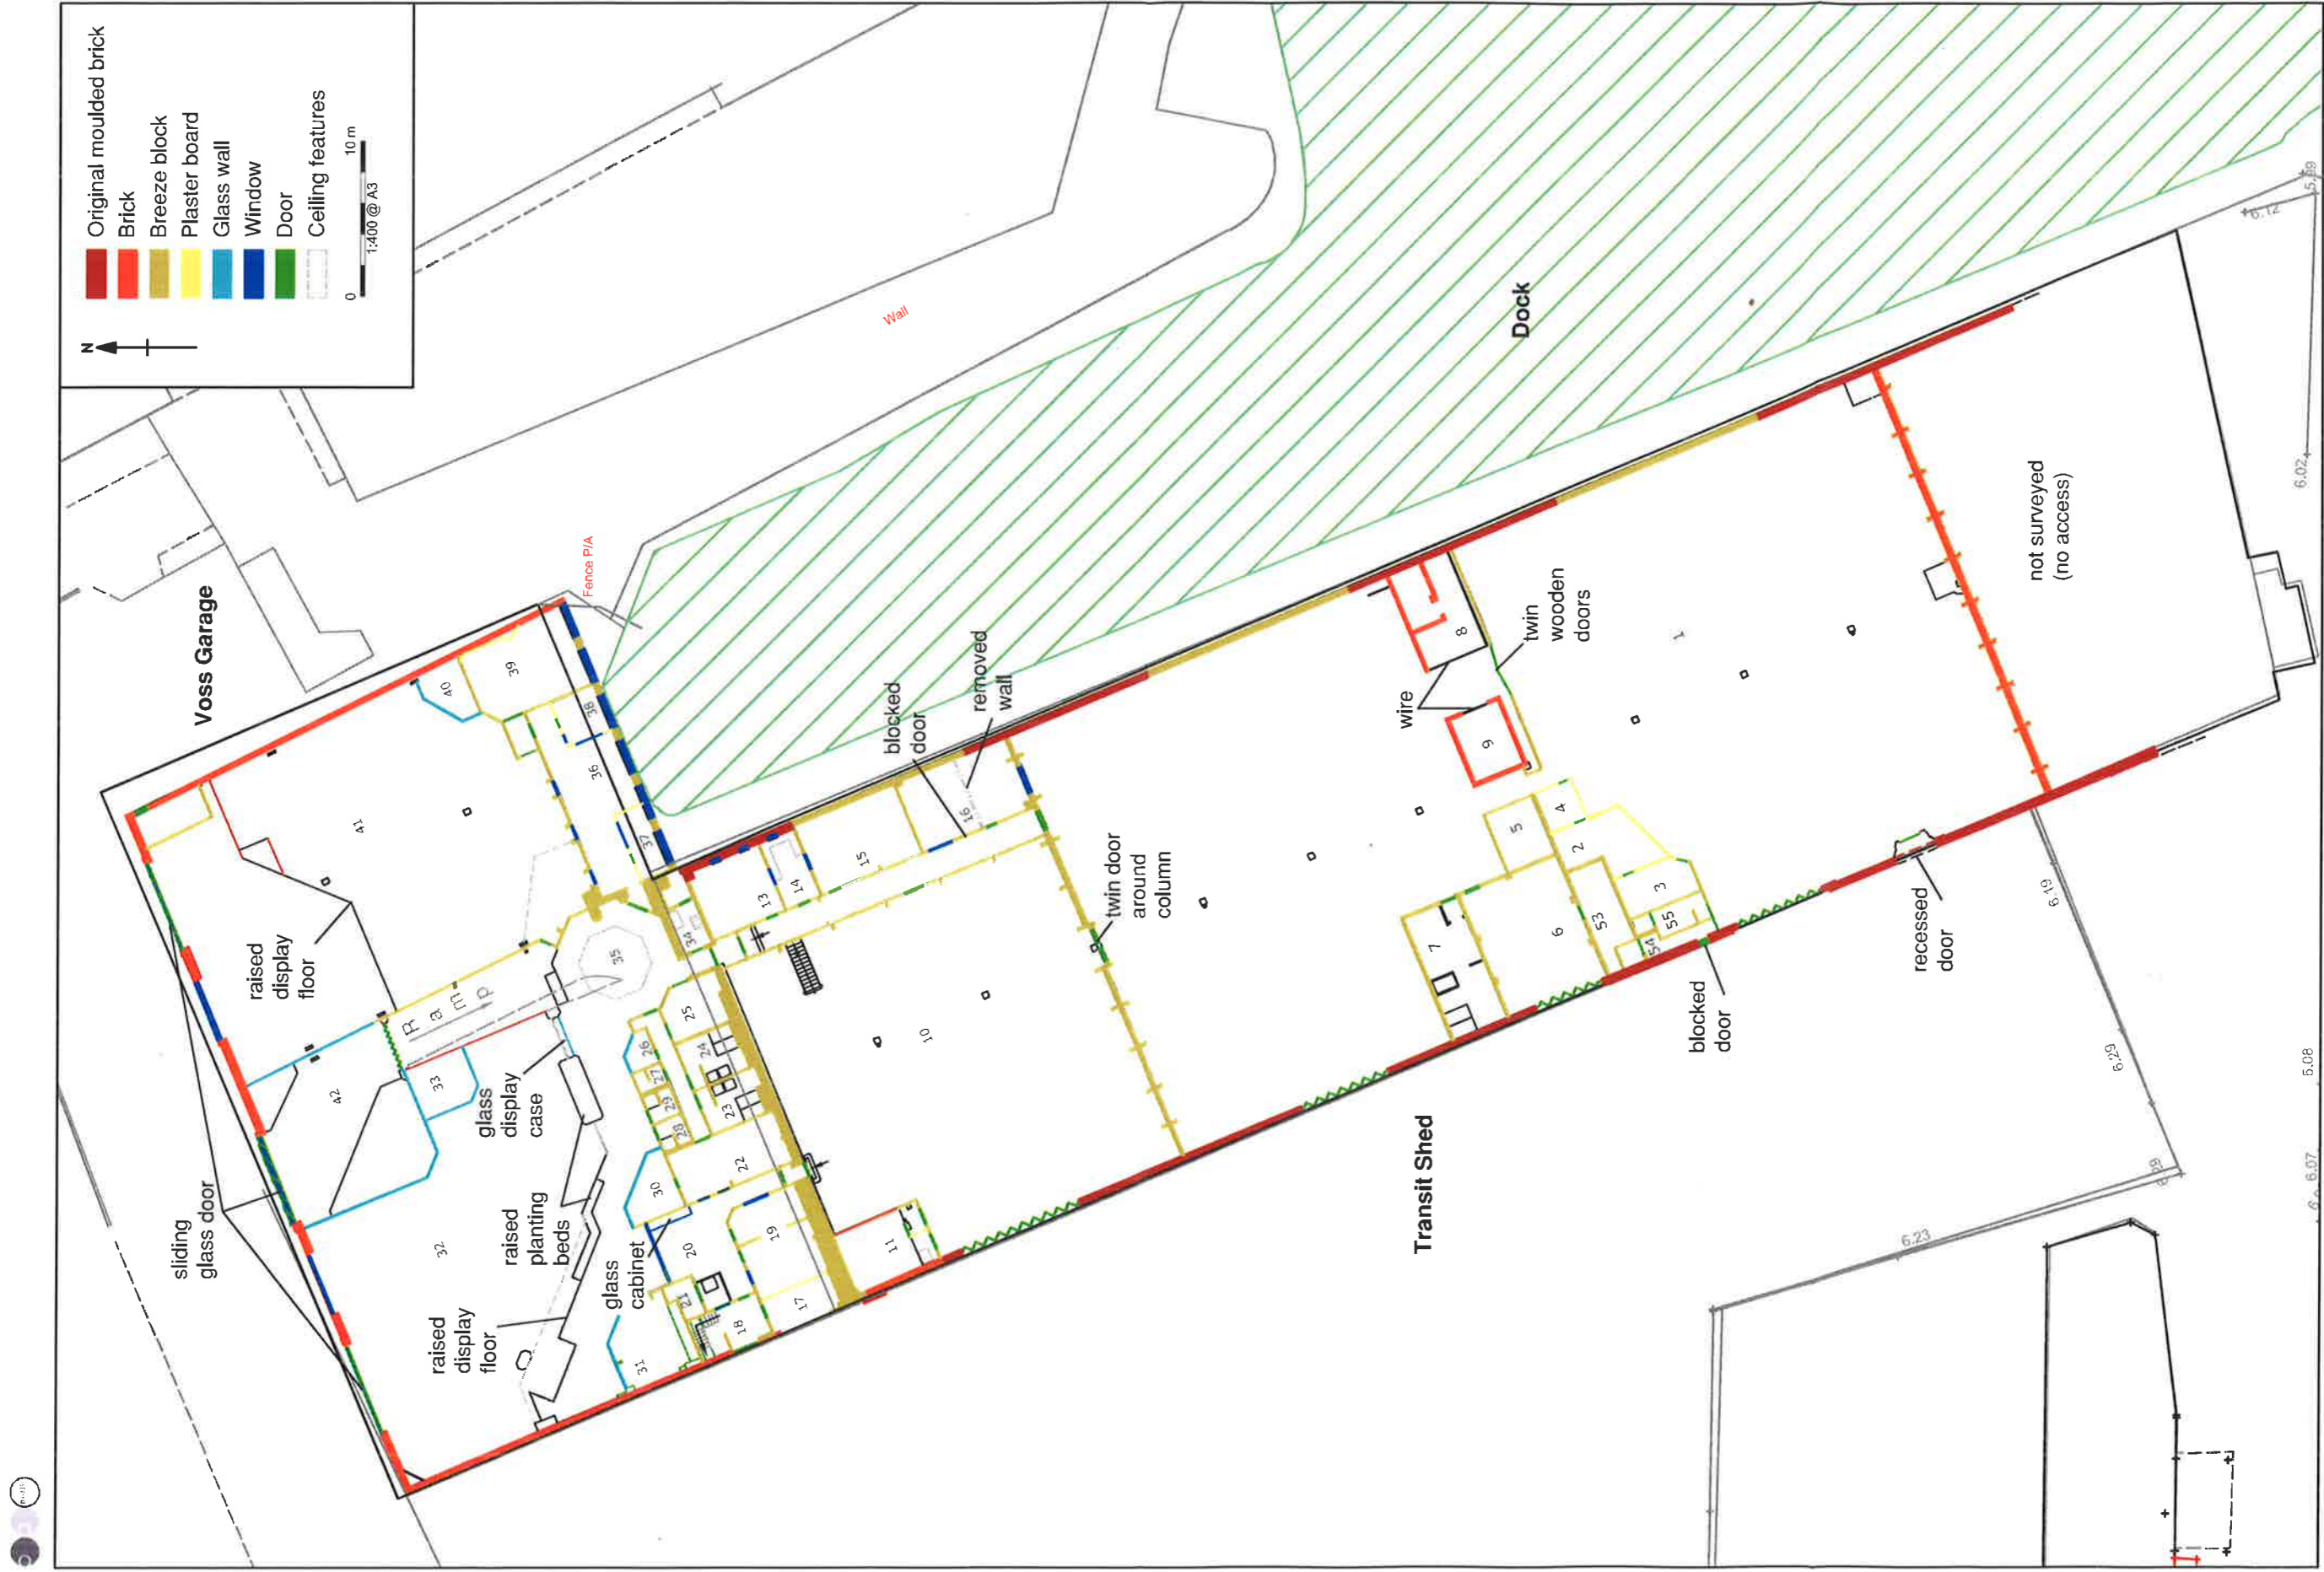 Original moulded brick
Brick
Breeze block
Plaster board
Glass wall
Window
Door
Ceiling features
N
0
10 m
1:400 @ A3
Voss Garage
Fence P/A
Wall
Dock
Transit Shed
sliding
glass door
raised
display
floor
raised
display
floor
raised
planting
beds
glass
display
case
glass
cabinet
Ramp
blocked
door
removed
wall
twin door
around
column
wire
twin
wooden
doors
blocked
door
recessed
door
not surveyed
(no access)
1
2
3
4
5
6
7
8
9
10
11
13
14
15
16
17
18
19
20
21
22
23
24
25
26
27
28
29
30
31
32
33
34
35
36
37
38
39
40
41
42
53
54
55
6.12
6.02
6.19
6.29
6.23
5.08
6.07